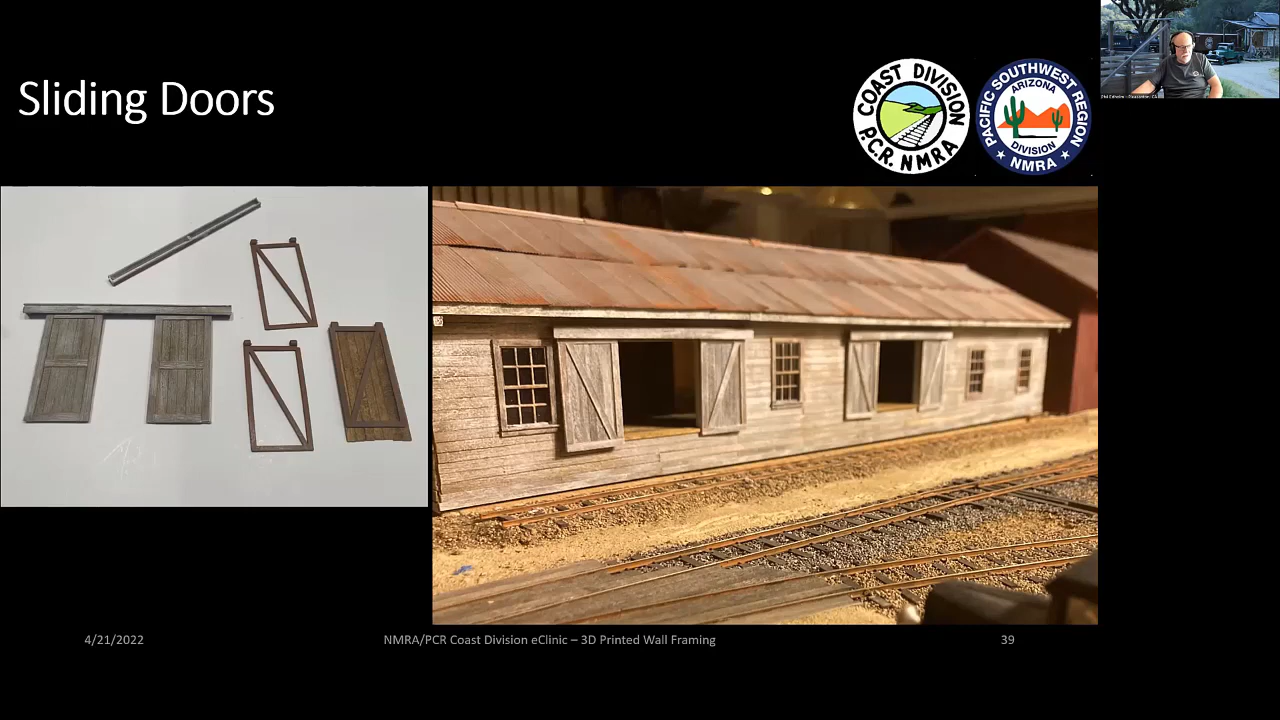 Sliding Doors
COAST DIVISION
P.C.R. NMRA
PACIFIC SOUTHWEST REGION
ARIZONA
DIVISION
NMRA
4/21/2022
NMRA/PCR Coast Division eClinic – 3D Printed Wall Framing
39